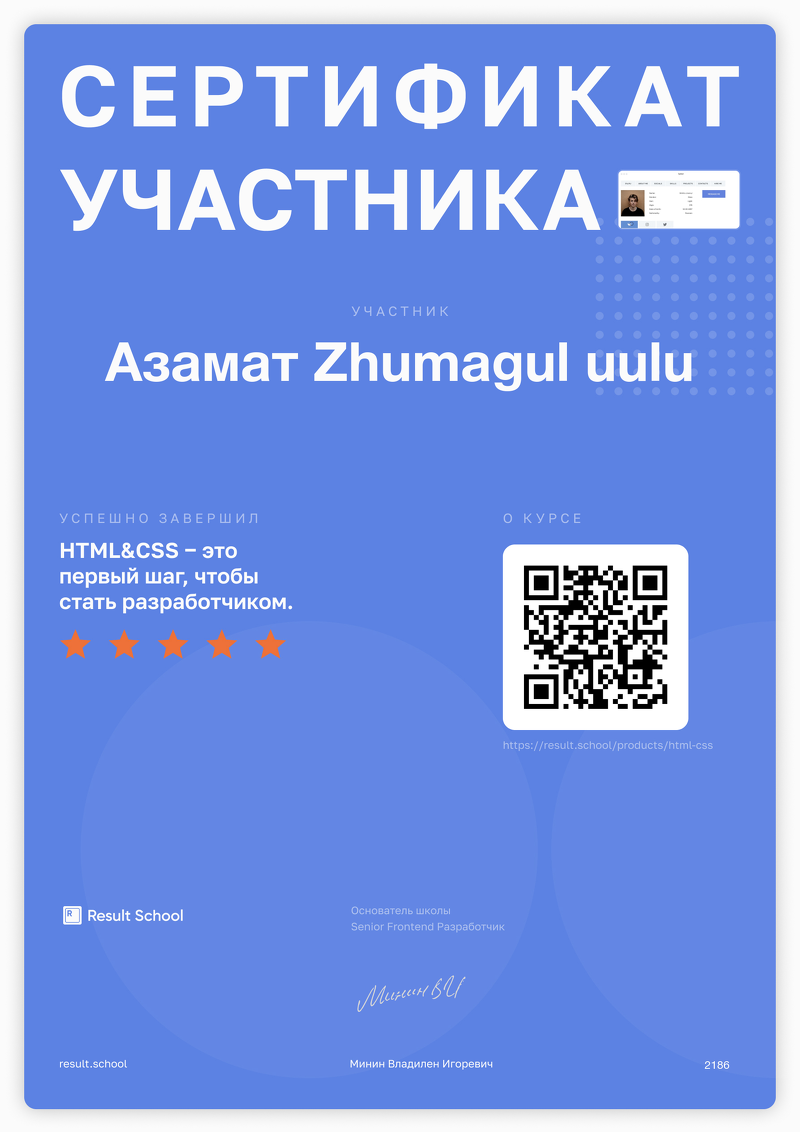 СЕРТИФИКАТ
УЧАСТНИКА
УЧАСТНИК
Азамат Zhumagul uulu
УСПЕШНО ЗАВЕРШИЛ
HTML&CSS – это
первый шаг, чтобы
стать разработчиком.
О КУРСЕ
https://result.school/products/html-css
R
Result School
Основатель школы
Senior Frontend Разработчик
Минин ВИ
result.school
Минин Владилен Игоревич
2186